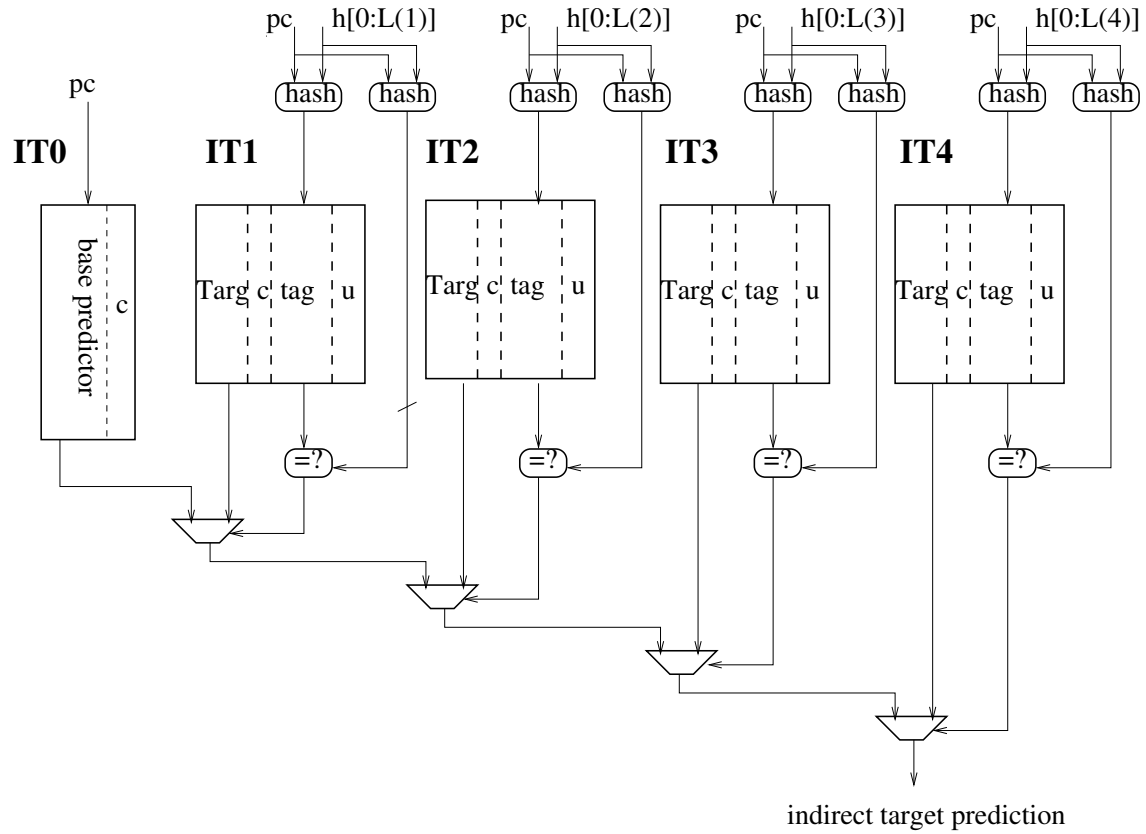 pc h[0:L(1)] pc h[0:L(2)] pc h[0:L(3)] pc h[0:L(4)]
pc hash hash hash hash hash hash hash hash
IT0 IT1 IT2 IT3 IT4
base predictor c Targ c tag u Targ c tag u Targ c tag u Targ c tag u
=? =? =? =?
indirect target prediction